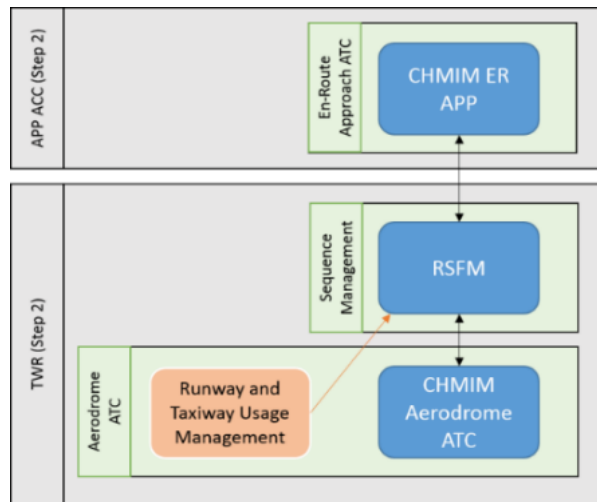 APP ACC (Step 2)
En-Route
Approach ATC
CHMIM ER
APP
TWR (Step 2)
Sequence
Management
RSFM
Aerodrome
ATC
Runway and
Taxiway Usage
Management
CHMIM
Aerodrome
ATC